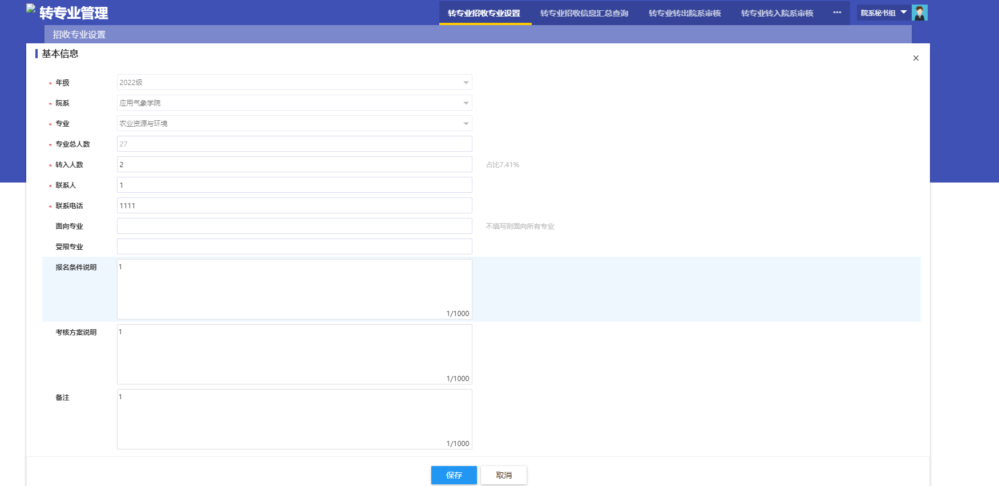 转专业管理
转专业招收专业设置 转专业招收信息汇总查询 转专业转出院系审核 转专业转入院系审核 ··· 院系秘书组
招收专业设置
基本信息
×
* 年级 2022级
* 院系 应用气象学院
* 专业 农业资源与环境
* 专业总人数 27
* 转入人数 2 占比7.41%
* 联系人 1
* 联系电话 1111
面向专业 不填写则面向所有专业
受限专业
报名条件说明 1
1/1000
考核方案说明 1
1/1000
备注 1
1/1000
保存 取消